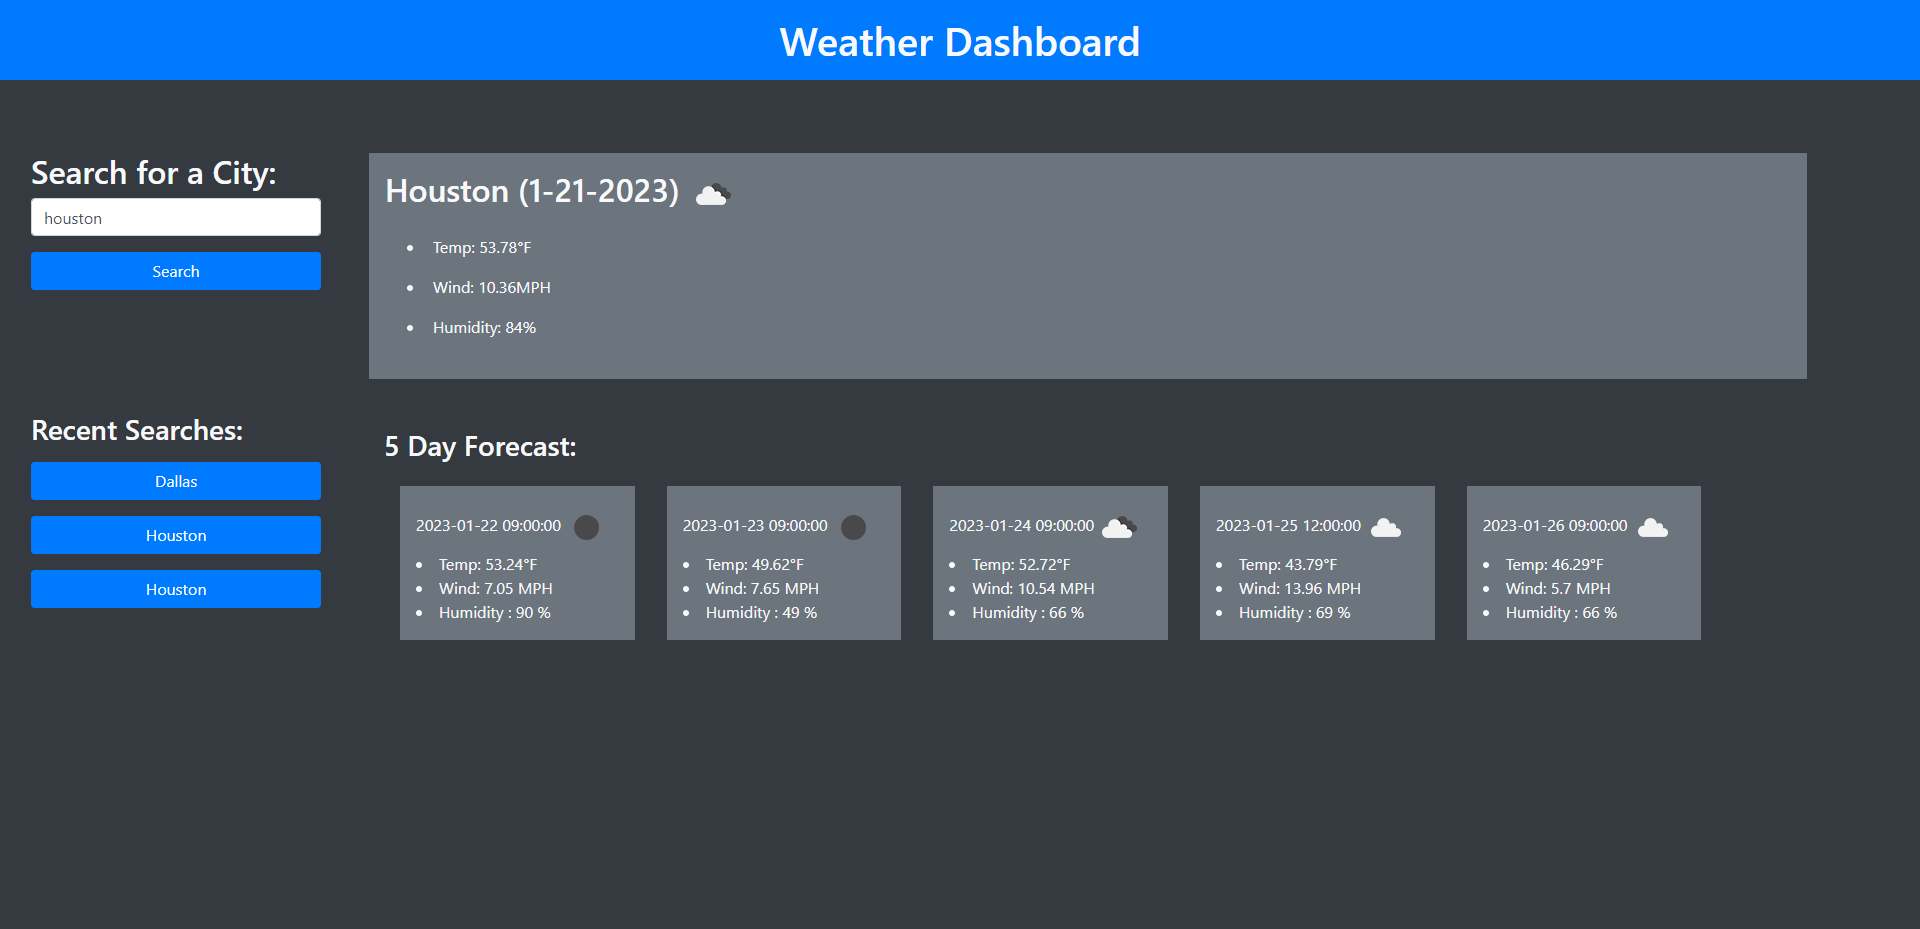 Weather Dashboard
Search for a City:
houston
Search
Recent Searches:
Dallas
Houston
Houston
Houston (1-21-2023)
Temp: 53.78°F
Wind: 10.36MPH
Humidity: 84%
5 Day Forecast:
2023-01-22 09:00:00
Temp: 53.24°F
Wind: 7.05 MPH
Humidity : 90 %
2023-01-23 09:00:00
Temp: 49.62°F
Wind: 7.65 MPH
Humidity : 49 %
2023-01-24 09:00:00
Temp: 52.72°F
Wind: 10.54 MPH
Humidity : 66 %
2023-01-25 12:00:00
Temp: 43.79°F
Wind: 13.96 MPH
Humidity : 69 %
2023-01-26 09:00:00
Temp: 46.29°F
Wind: 5.7 MPH
Humidity : 66 %